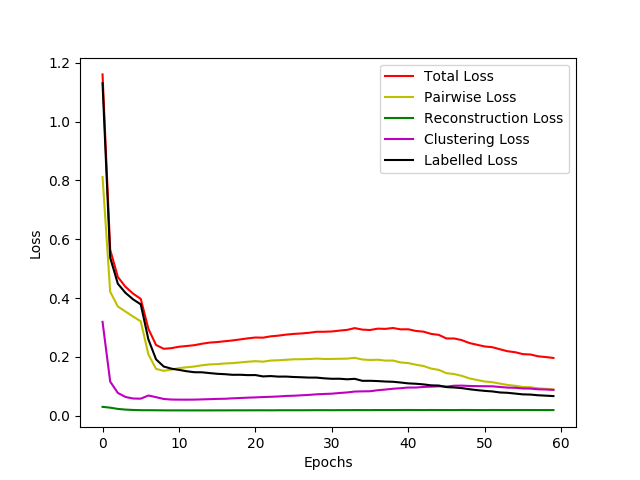 1.2
1.0
0.8
0.6
0.4
0.2
0.0
Loss
Total Loss
Pairwise Loss
Reconstruction Loss
Clustering Loss
Labelled Loss
0 10 20 30 40 50 60
Epochs